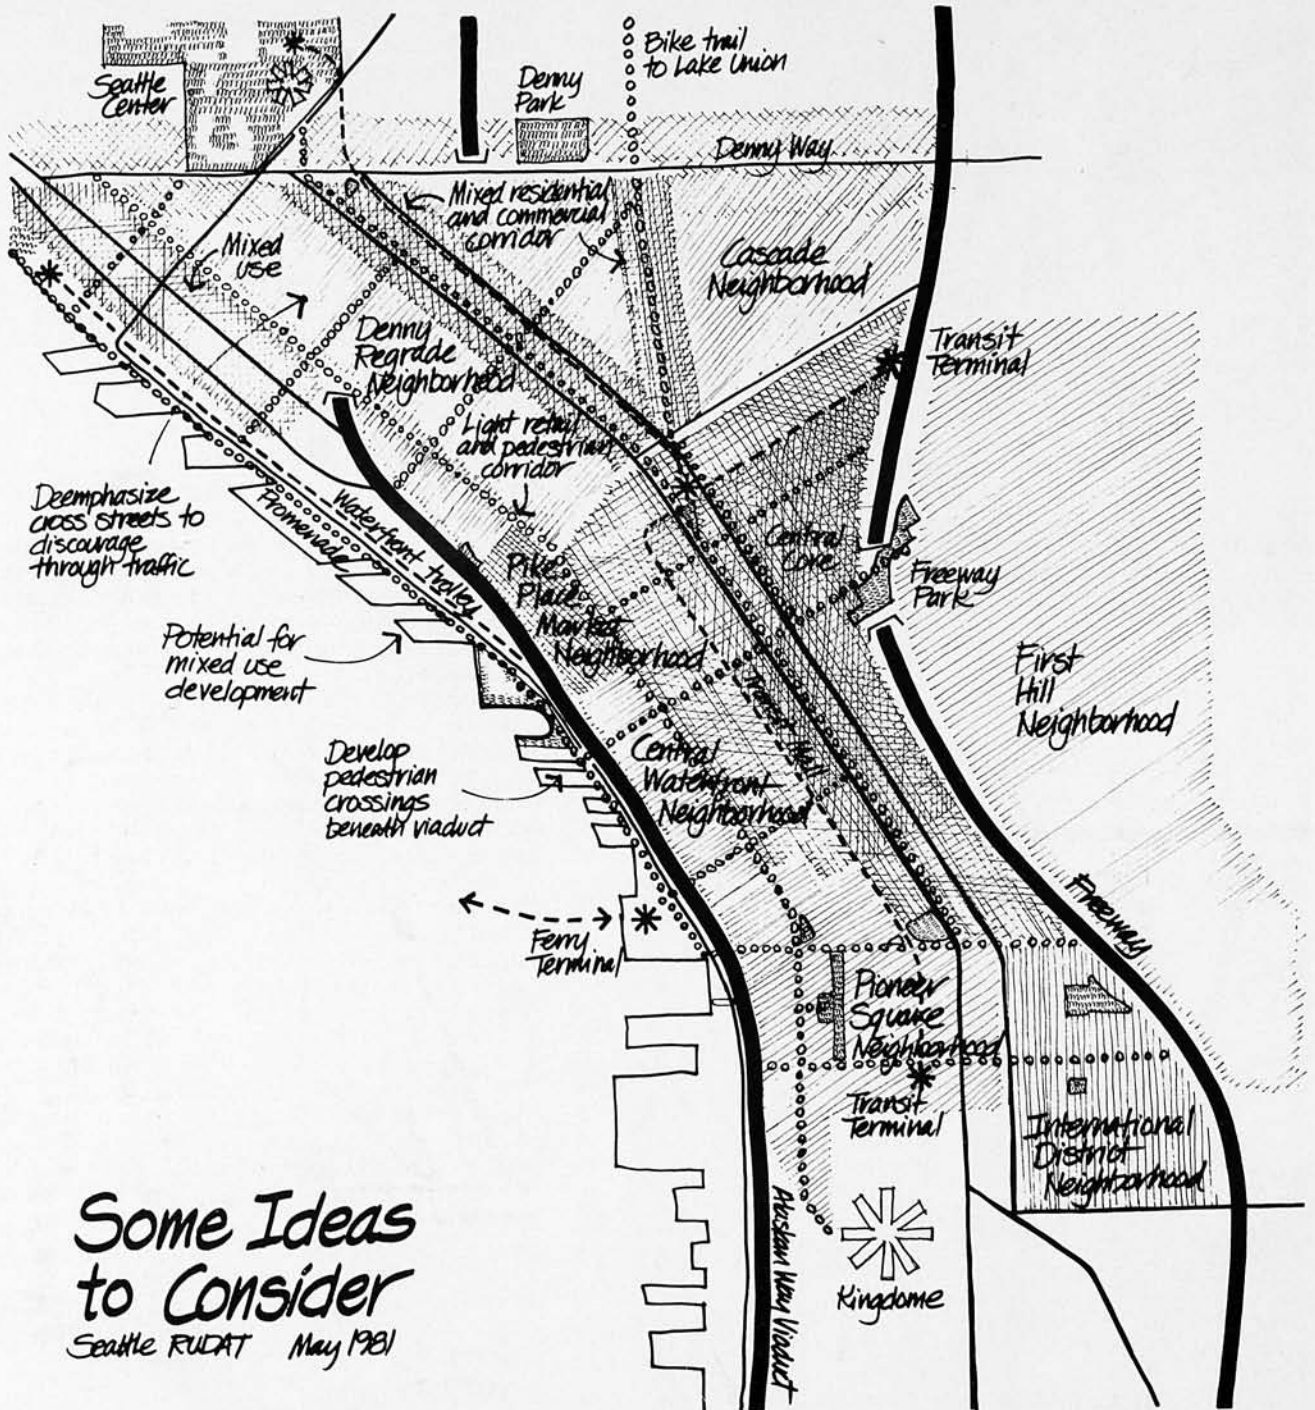 Seattle
Center
Denny
Park
Bike trail
to Lake Union
Denny Way
Mixed residential
and commercial
corridor
Mixed
use
Cascade
Neighborhood
Denny
Regrade
Neighborhood
Transit
Terminal
Light retail
and pedestrian
corridor
Deemphasize
cross streets to
discourage
through traffic
Waterfront trolley
Promenade
Pike
Place
Market
Neighborhood
Central
Core
Freeway
Park
Potential for
mixed use
development
First
Hill
Neighborhood
Transit Mall
Develop
pedestrian
crossings
beneath viaduct
Central
Waterfront
Neighborhood
Freeway
Ferry
Terminal
Pioneer
Square
Neighborhood
Transit
Terminal
International
District
Neighborhood
Alaskan Way Viaduct
Kingdome
Some Ideas
to Consider
Seattle RUDAT May 1981